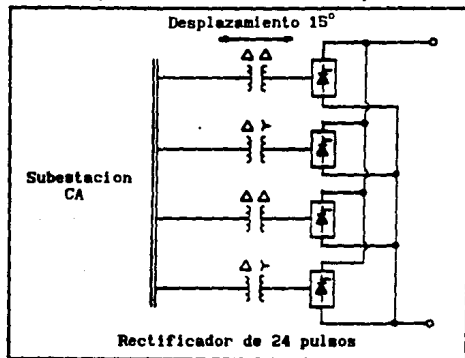 Desplazamiento 15°
Δ Δ
Δ Y
Subestacion
CA
Δ Δ
Δ Y
Rectificador de 24 pulsos